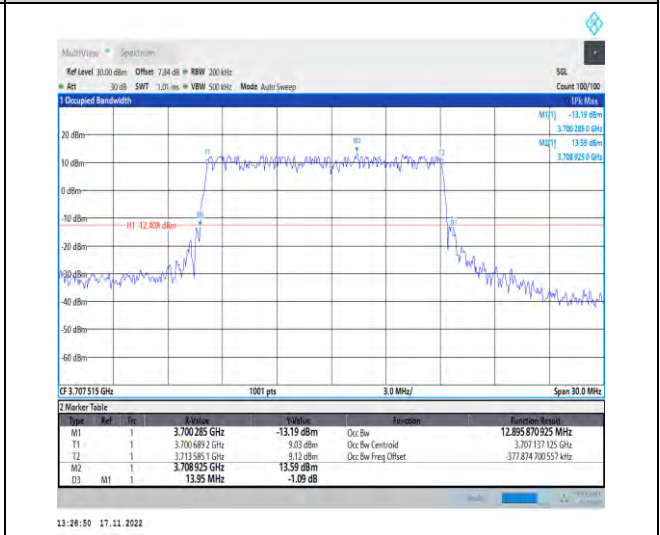 MultiView Spectrum
Ref Level 30.00 dBm Offset 7.84 dB RBW 200 kHz SGL
Att 30 dB SWT 1.01 ms VBW 500 kHz Mode Auto Sweep Count 100/100
1 Occupied Bandwidth 1Pk Max
M1[1] -13.19 dBm
3.700 285 0 GHz
M2[1] 13.59 dBm
3.708 925 0 GHz
20 dBm
M2
T1 T2
10 dBm
0 dBm
-10 dBm
H1 -12.408 dBm
-20 dBm
-30 dBm
-40 dBm
-50 dBm
-60 dBm
CF 3.707 515 GHz 1001 pts 3.0 MHz/ Span 30.0 MHz
2 Marker Table
Type Ref Trc X-Value Y-Value Function Function Result
M1 1 3.700 285 GHz -13.19 dBm Occ Bw 12.895 870 925 MHz
T1 1 3.700 689 2 GHz 9.03 dBm Occ Bw Centroid 3.707 137 125 GHz
T2 1 3.713 585 1 GHz 9.12 dBm Occ Bw Freq Offset -377.874 700 557 kHz
M2 1 3.708 925 GHz 13.59 dBm
D3 M1 1 13.95 MHz -1.09 dB
13:28:50 17.11.2022